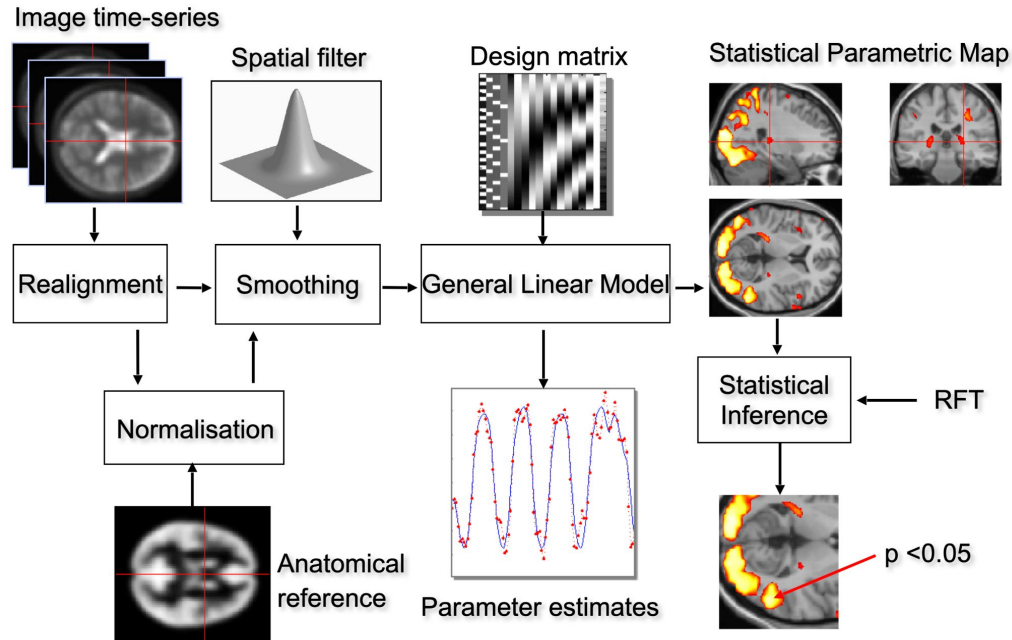 Image time-series
Spatial filter
Design matrix
Statistical Parametric Map
Realignment
Smoothing
General Linear Model
Normalisation
Statistical
Inference
RFT
Anatomical
reference
Parameter estimates
p <0.05